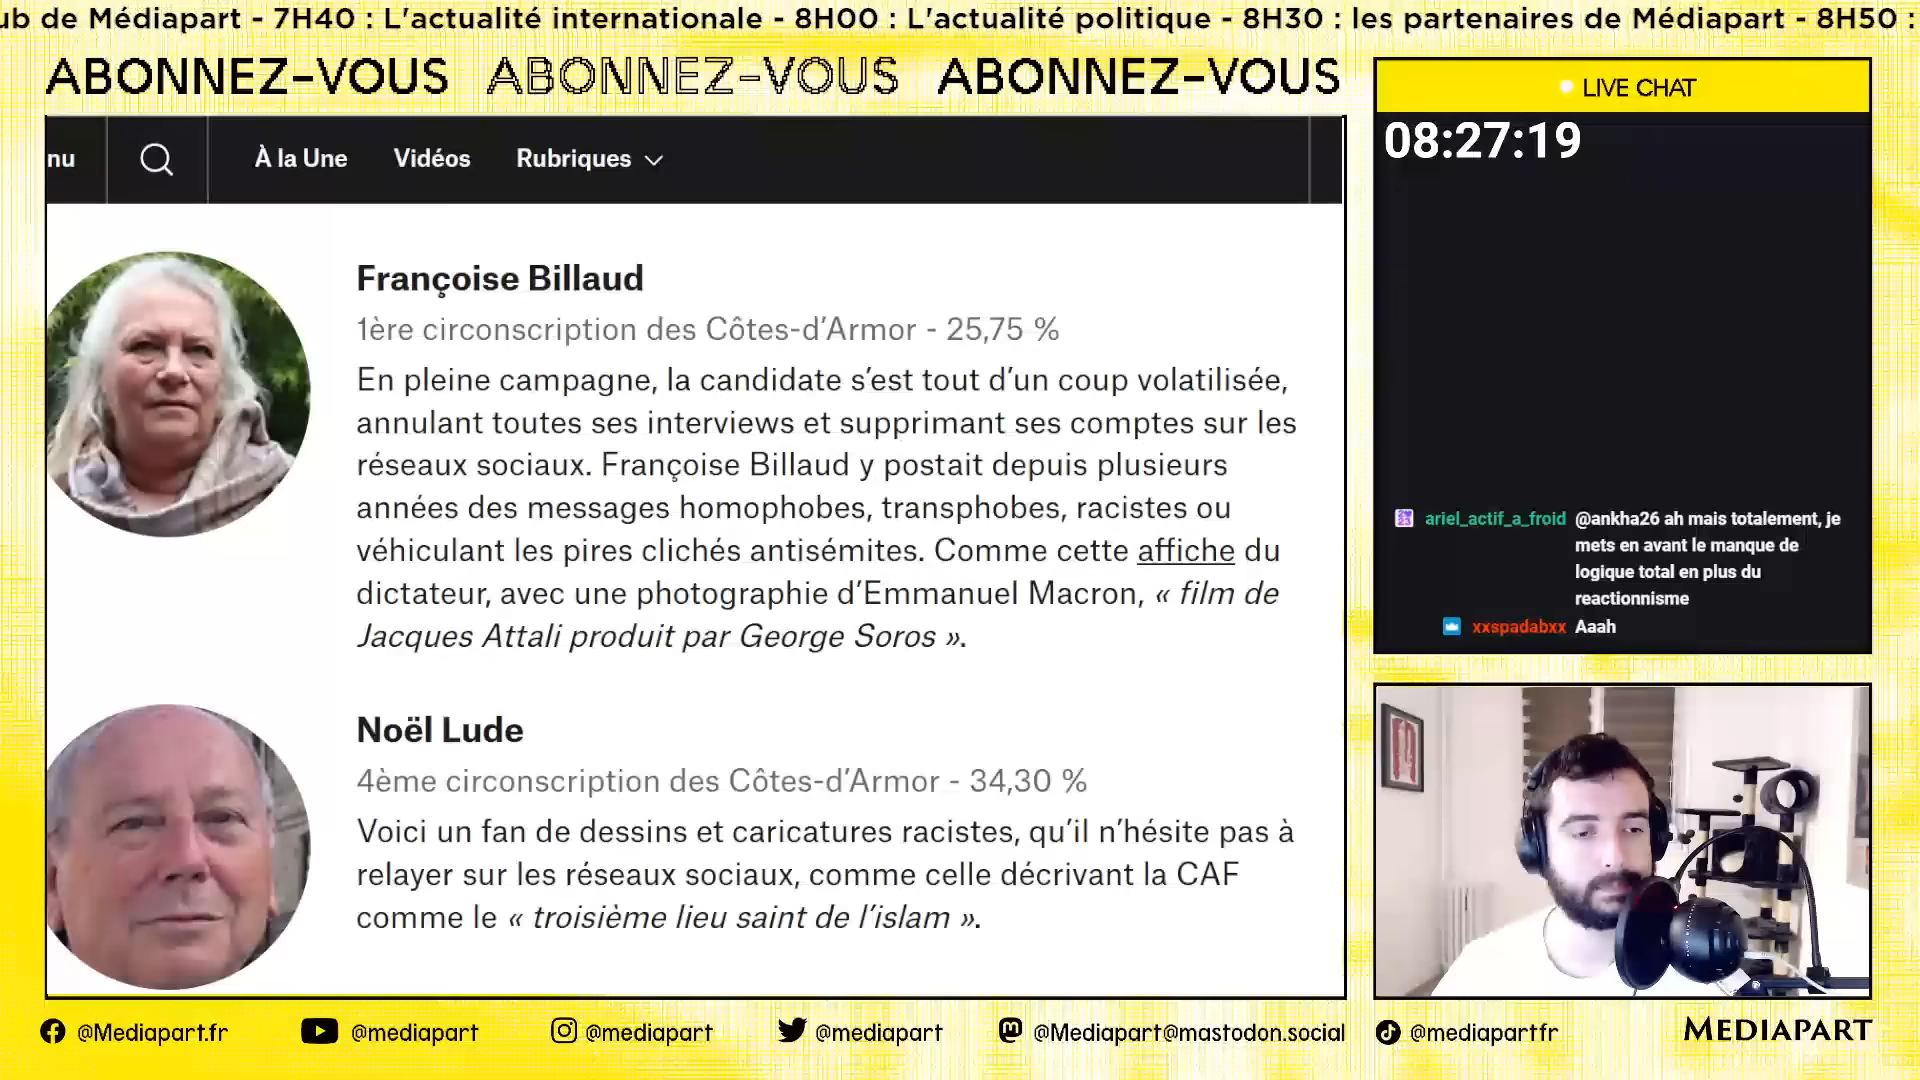 ub de Médiapart - 7H40 : L'actualité internationale - 8H00 : L'actualité politique - 8H30 : les partenaires de Médiapart - 8H50 :
ABONNEZ-VOUS ABONNEZ-VOUS ABONNEZ-VOUS
nu
À la Une Vidéos Rubriques
Françoise Billaud
1ère circonscription des Côtes-d’Armor - 25,75 %
En pleine campagne, la candidate s’est tout d’un coup volatilisée,
annulant toutes ses interviews et supprimant ses comptes sur les
réseaux sociaux. Françoise Billaud y postait depuis plusieurs
années des messages homophobes, transphobes, racistes ou
véhiculant les pires clichés antisémites. Comme cette affiche du
dictateur, avec une photographie d’Emmanuel Macron, « film de
Jacques Attali produit par George Soros ».
Noël Lude
4ème circonscription des Côtes-d’Armor - 34,30 %
Voici un fan de dessins et caricatures racistes, qu’il n’hésite pas à
relayer sur les réseaux sociaux, comme celle décrivant la CAF
comme le « troisième lieu saint de l’islam ».
LIVE CHAT
08:27:19
ariel_actif_a_froid @ankha26 ah mais totalement, je
mets en avant le manque de
logique total en plus du
reactionnisme
xxspadabxx Aaah
@Mediapart.fr @mediapart @mediapart @mediapart @Mediapart@mastodon.social @mediapartfr MEDIAPART